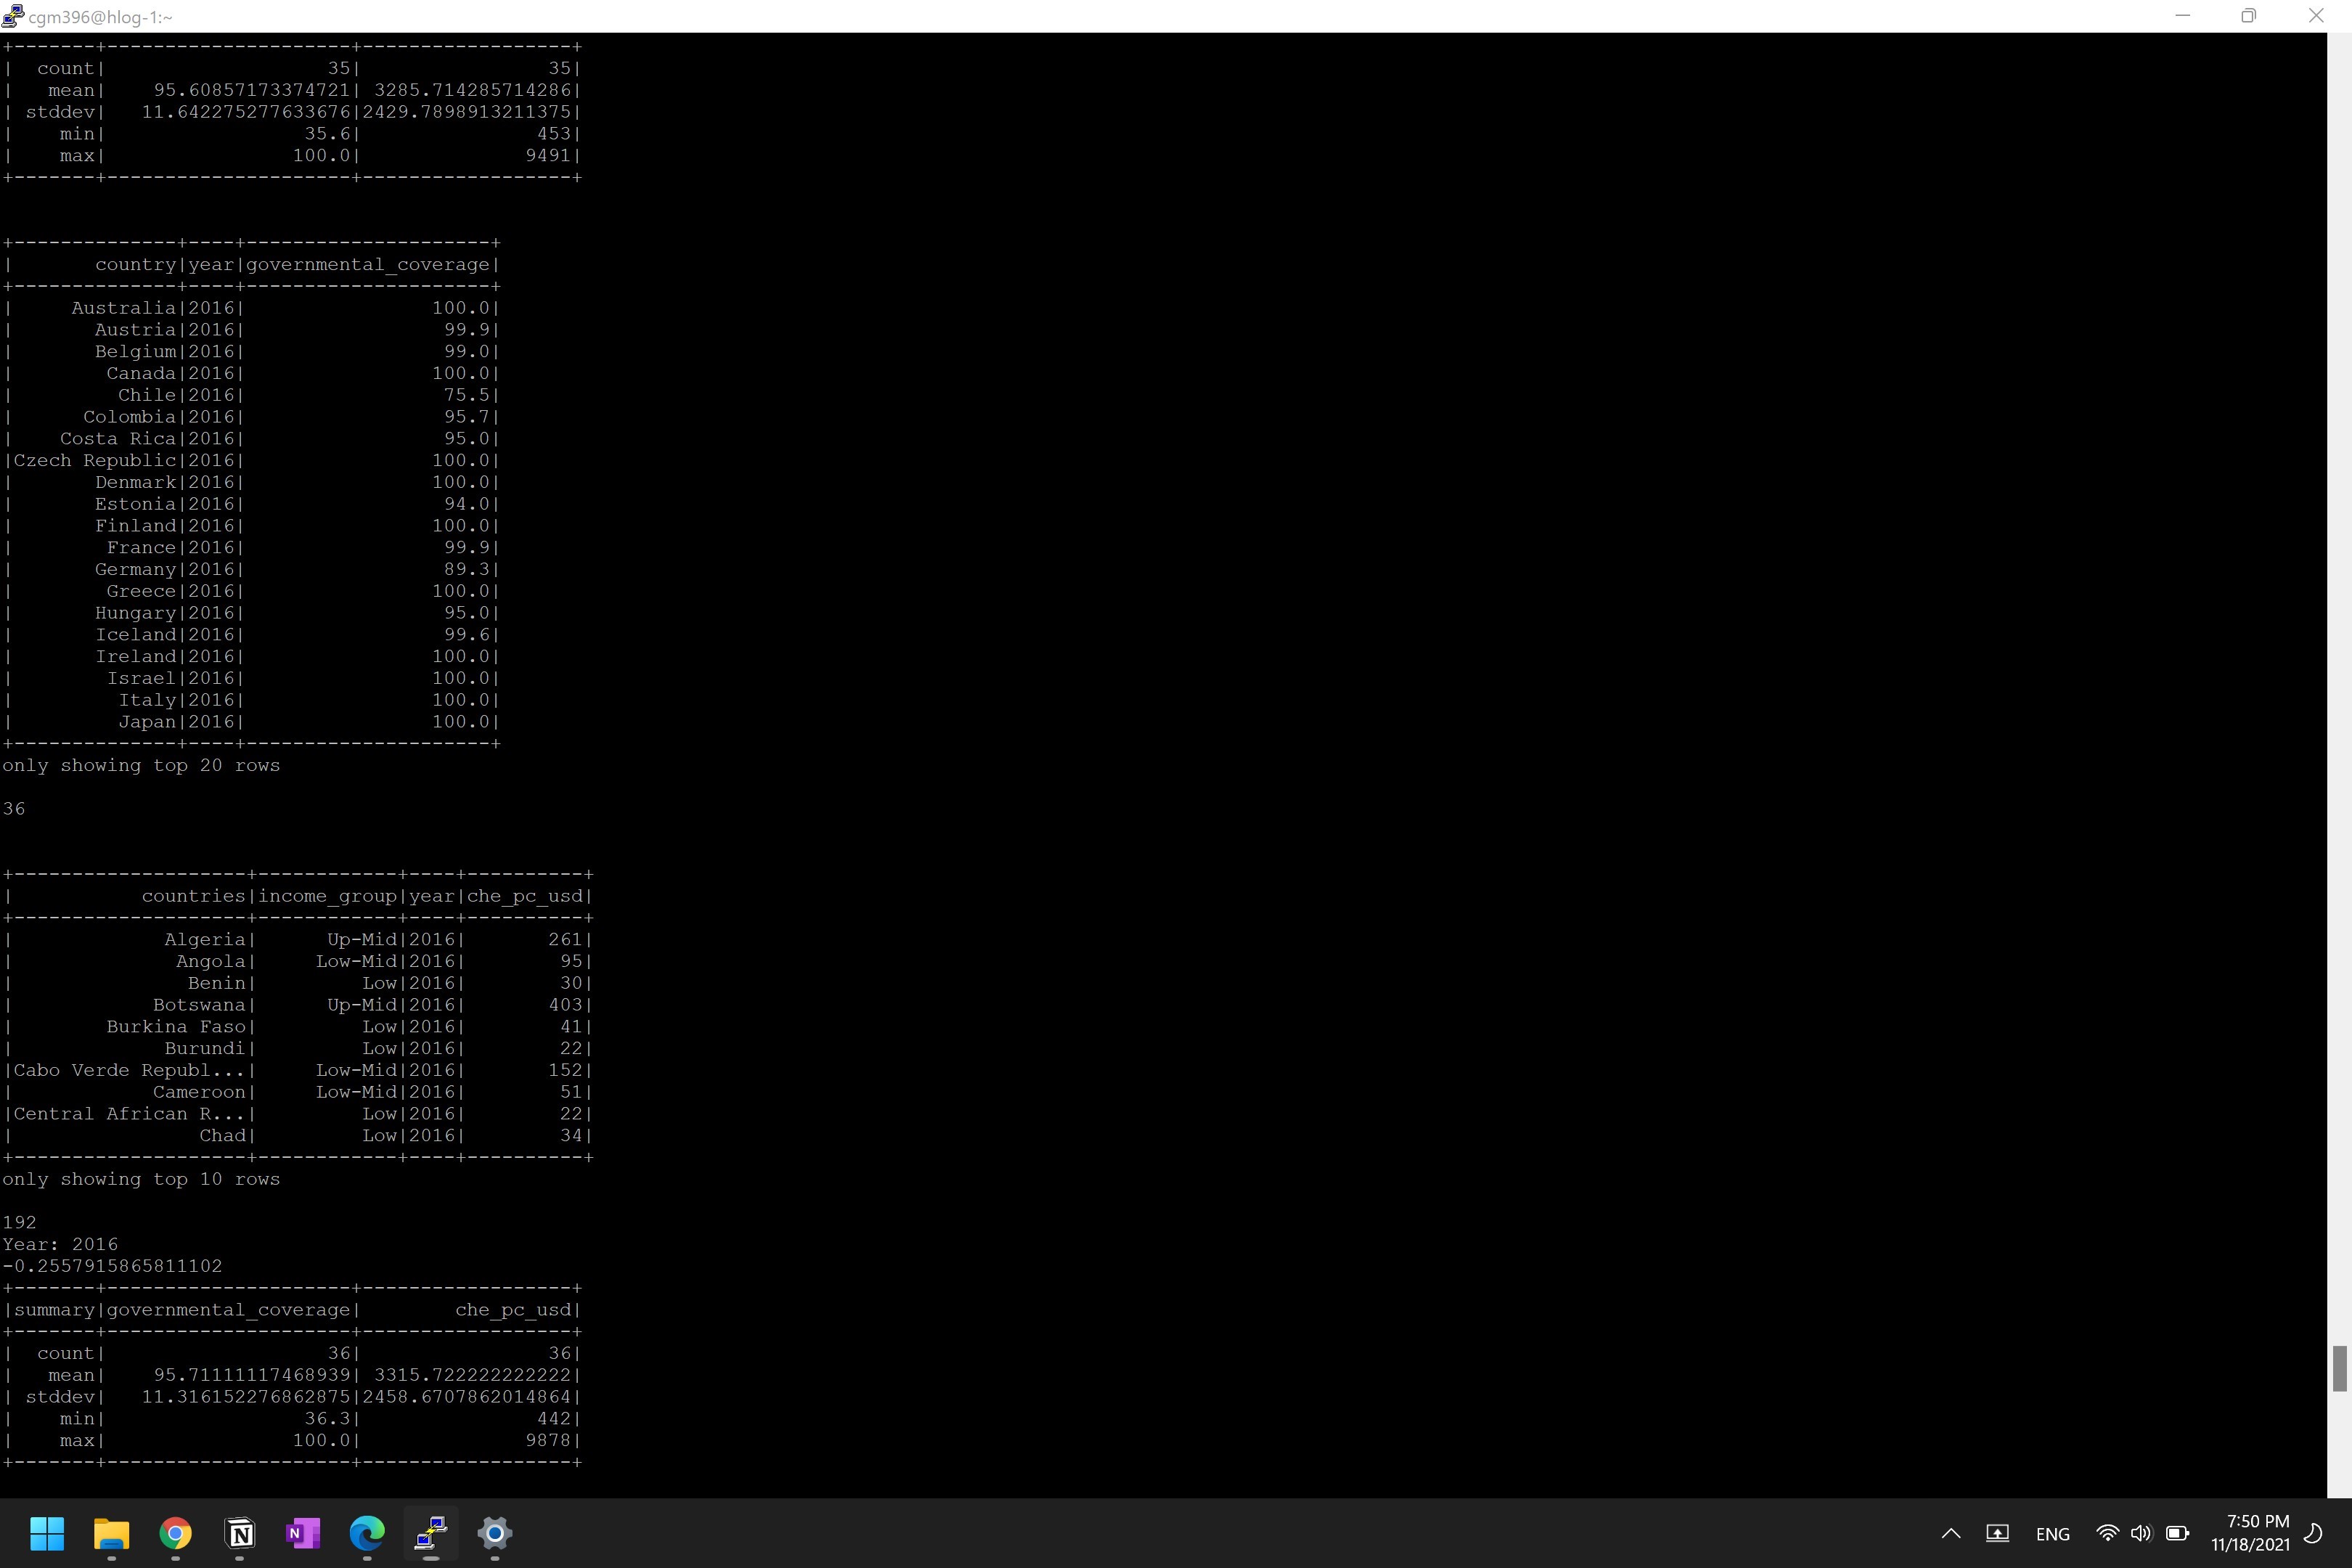 cgm396@hlog-1:~
+-------+---------------------+------------------+
|  count|                   35|                35|
|   mean|    95.60857173374721| 3285.714285714286|
| stddev|   11.642275277633676|2429.7898913211375|
|    min|                 35.6|               453|
|    max|                100.0|              9491|
+-------+---------------------+------------------+
+--------------+----+---------------------+
|       country|year|governmental_coverage|
+--------------+----+---------------------+
|     Australia|2016|                100.0|
|       Austria|2016|                 99.9|
|       Belgium|2016|                 99.0|
|        Canada|2016|                100.0|
|         Chile|2016|                 75.5|
|      Colombia|2016|                 95.7|
|    Costa Rica|2016|                 95.0|
|Czech Republic|2016|                100.0|
|       Denmark|2016|                100.0|
|       Estonia|2016|                 94.0|
|       Finland|2016|                100.0|
|        France|2016|                 99.9|
|       Germany|2016|                 89.3|
|        Greece|2016|                100.0|
|       Hungary|2016|                 95.0|
|       Iceland|2016|                 99.6|
|       Ireland|2016|                100.0|
|        Israel|2016|                100.0|
|         Italy|2016|                100.0|
|         Japan|2016|                100.0|
+--------------+----+---------------------+
only showing top 20 rows
36
+--------------------+------------+----+----------+
|           countries|income_group|year|che_pc_usd|
+--------------------+------------+----+----------+
|             Algeria|      Up-Mid|2016|       261|
|              Angola|     Low-Mid|2016|        95|
|               Benin|         Low|2016|        30|
|            Botswana|      Up-Mid|2016|       403|
|        Burkina Faso|         Low|2016|        41|
|             Burundi|         Low|2016|        22|
|Cabo Verde Republ...|     Low-Mid|2016|       152|
|            Cameroon|     Low-Mid|2016|        51|
|Central African R...|         Low|2016|        22|
|                Chad|         Low|2016|        34|
+--------------------+------------+----+----------+
only showing top 10 rows
192
Year: 2016
-0.2557915865811102
+-------+---------------------+------------------+
|summary|governmental_coverage|        che_pc_usd|
+-------+---------------------+------------------+
|  count|                   36|                36|
|   mean|    95.71111117468939| 3315.722222222222|
| stddev|   11.316152276862875|2458.6707862014864|
|    min|                 36.3|               442|
|    max|                100.0|              9878|
+-------+---------------------+------------------+
N
N
ENG
7:50 PM
11/18/2021